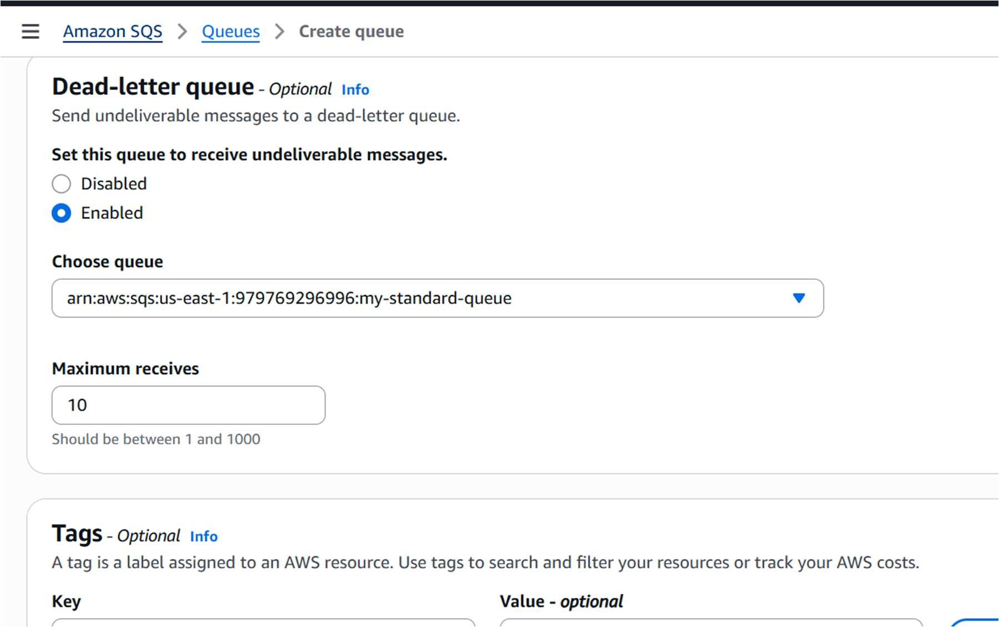 Amazon SQS > Queues > Create queue
Dead-letter queue - Optional Info
Send undeliverable messages to a dead-letter queue.
Set this queue to receive undeliverable messages.
Disabled
Enabled
Choose queue
arn:aws:sqs:us-east-1:979769296996:my-standard-queue
Maximum receives
10
Should be between 1 and 1000
Tags - Optional Info
A tag is a label assigned to an AWS resource. Use tags to search and filter your resources or track your AWS costs.
Key Value - optional